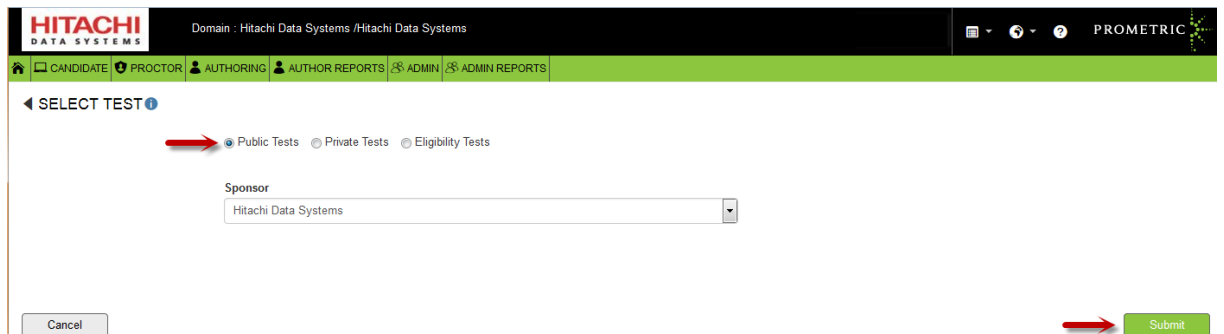 HITACHI
DATA SYSTEMS
Domain : Hitachi Data Systems /Hitachi Data Systems
PROMETRIC
CANDIDATE PROCTOR AUTHORING AUTHOR REPORTS ADMIN ADMIN REPORTS
SELECT TEST
Public Tests Private Tests Eligibility Tests
Sponsor
Hitachi Data Systems
Cancel Submit